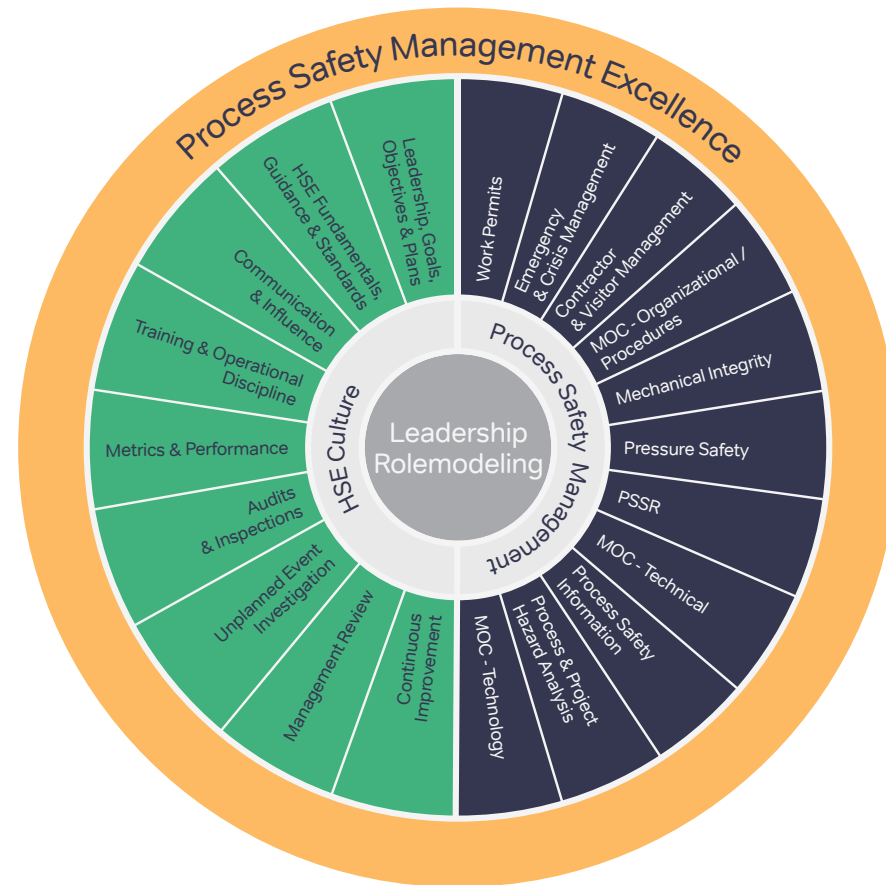 Process Safety Management Excellence
Work Permits
Emergency
& Crisis Management
Contractor
& Visitor Management
MOC - Organizational /
Procedures
Mechanical Integrity
Pressure Safety
PSSR
MOC - Technical
Process Safety
Information
Process & Project
Hazard Analysis
MOC - Technology
Continuous
Improvement
Management Review
Unplanned Event
Investigation
Audits
& Inspections
Metrics & Performance
Training & Operational
Discipline
Communication
& Influence
HSE Fundamentals,
Guidance & Standards
Leadership, Goals,
Objectives & Plans
HSE Culture
Process Safety Management
Leadership
Rolemodeling